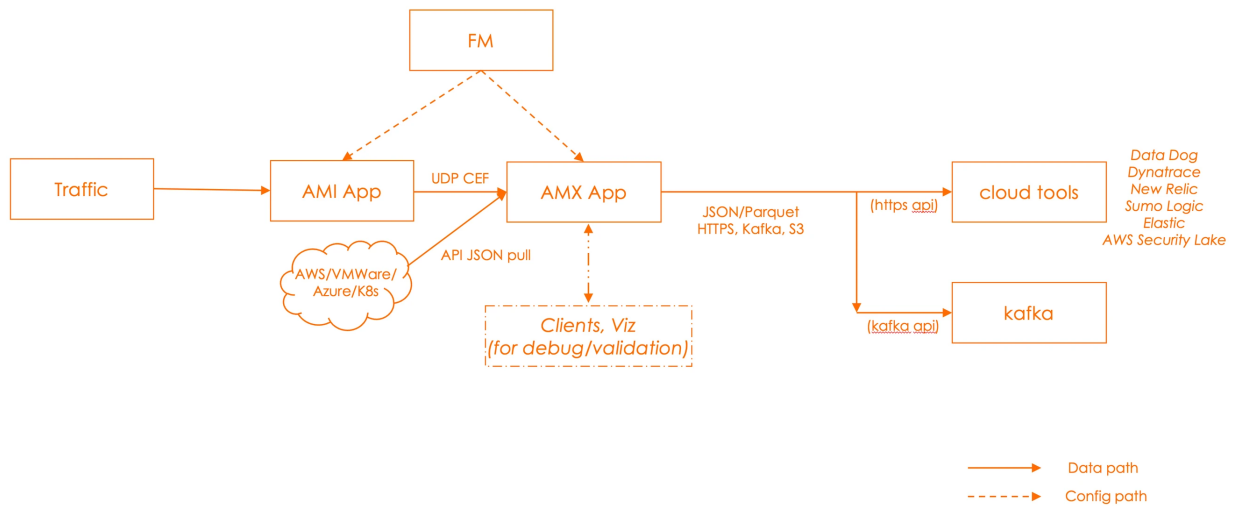 FM
Traffic
AMI App
UDP CEF
AMX App
JSON/Parquet
HTTPS, Kafka, S3
(https api)
cloud tools
Data Dog
Dynatrace
New Relic
Sumo Logic
Elastic
AWS Security Lake
AWS/VMWare/
Azure/K8s
API JSON pull
Clients, Viz
(for debug/validation)
(kafka api)
kafka
Data path
Config path